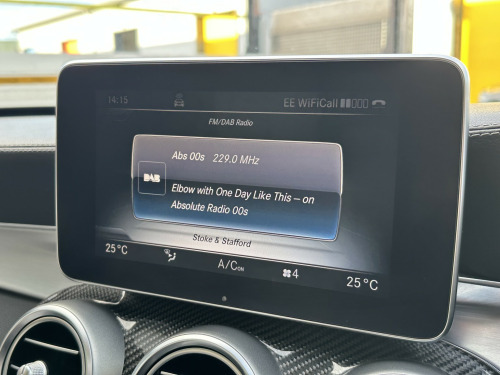 14:15 EE WiFiCall
FM/DAB Radio
Abs 00s 229.0 MHz
DAB
Elbow with One Day Like This – on
Absolute Radio 00s
Stoke & Stafford
25°C A/C ON 4 25°C